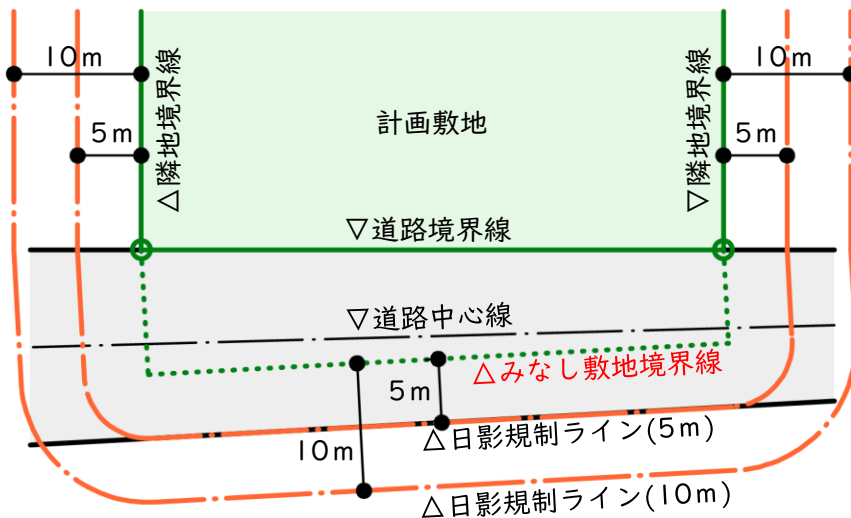 10m
10m
△隣地境界線
▽隣地境界線
計画敷地
5m
5m
▽道路境界線
▽道路中心線
△みなし敷地境界線
5m
△日影規制ライン(5m)
10m
△日影規制ライン(10m)